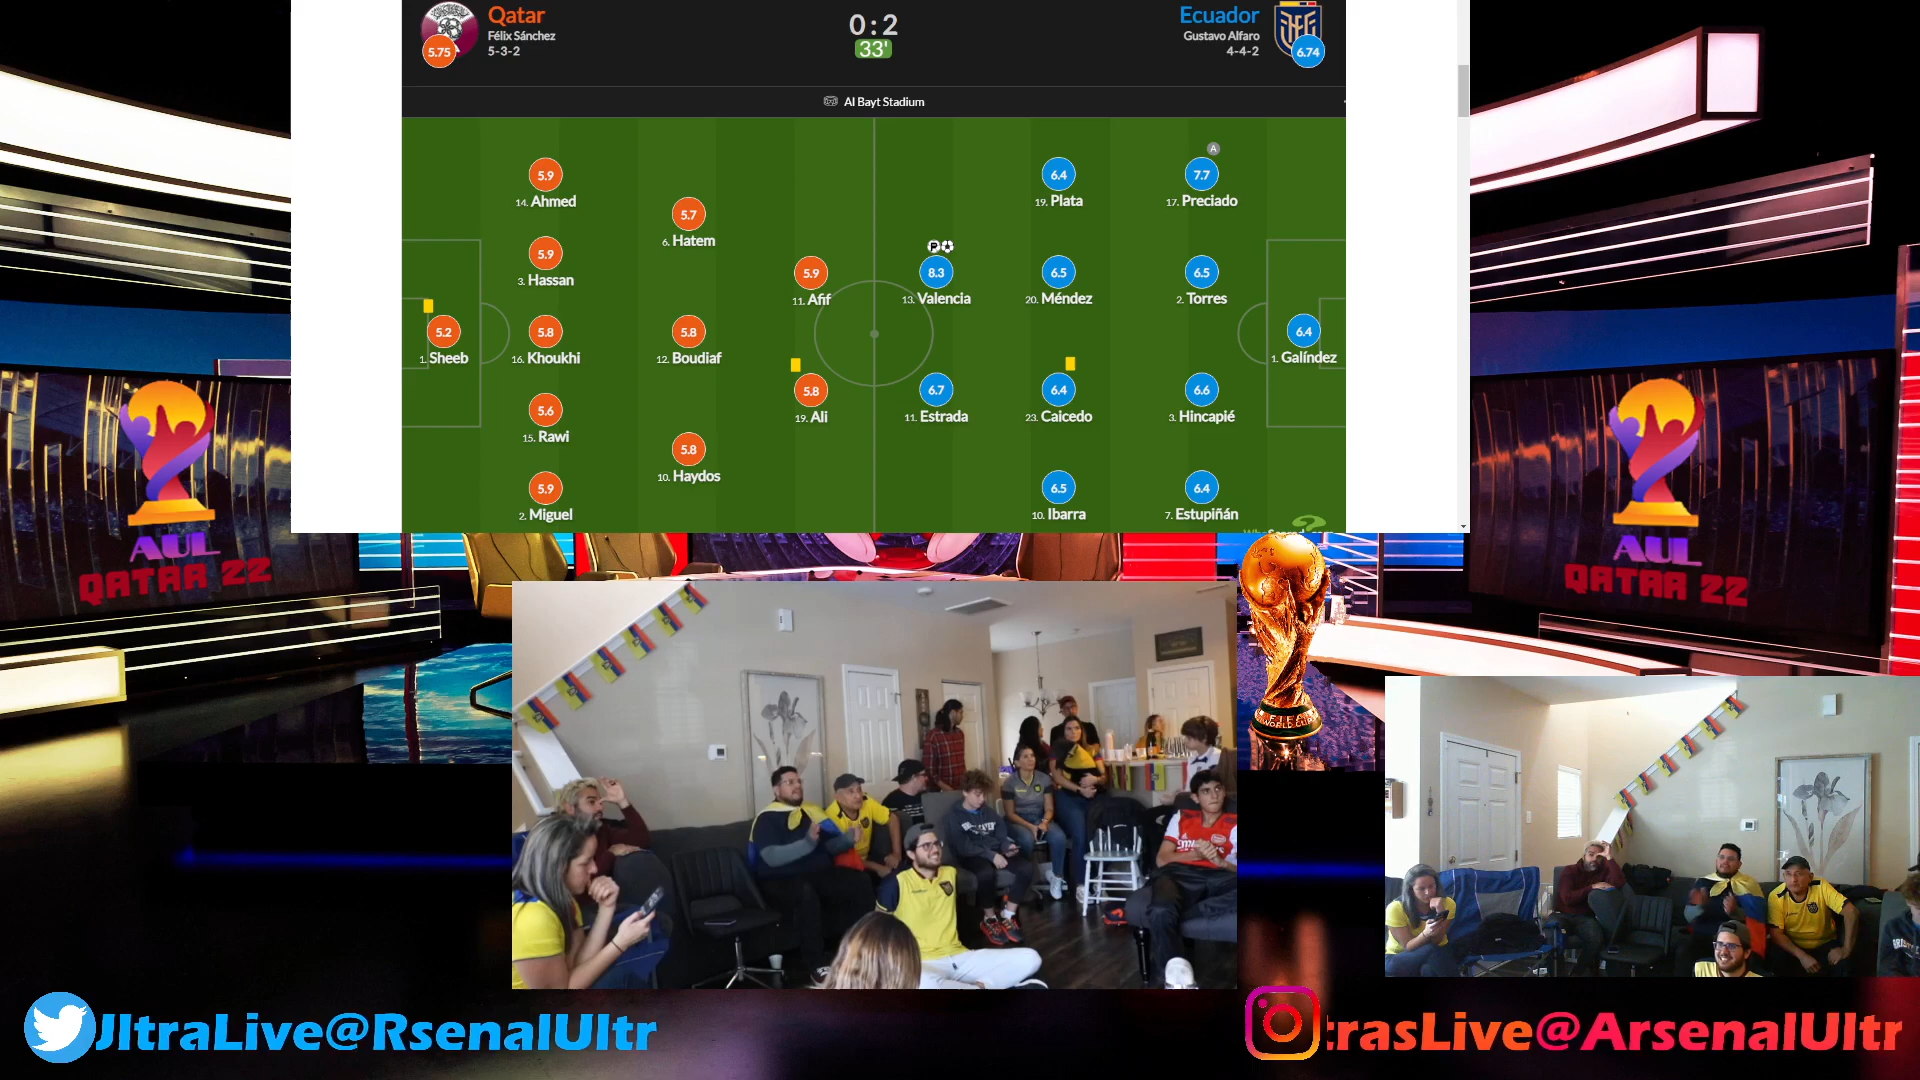 Qatar
Félix Sánchez
5-3-2
5.75
0:2
33'
Ecuador
Gustavo Alfaro
4-4-2
6.74
Al Bayt Stadium
5.9
14. Ahmed
5.9
3. Hassan
5.2
1. Sheeb
5.8
16. Khoukhi
5.6
15. Rawi
5.9
2. Miguel
5.7
6. Hatem
5.8
12. Boudiaf
5.8
10. Haydos
5.9
11. Afif
5.8
19. Ali
P
8.3
13. Valencia
6.7
11. Estrada
6.4
19. Plata
6.5
20. Méndez
6.4
23. Caicedo
6.5
10. Ibarra
A
7.7
17. Preciado
6.5
2. Torres
6.6
3. Hincapié
6.4
7. Estupiñán
6.4
1. Galíndez
AUL
QATAR 22
AUL
QATAR 22
FIFA
WORLD CUP
JltraLive@RsenalUltr
trasLive@ArsenalUltr